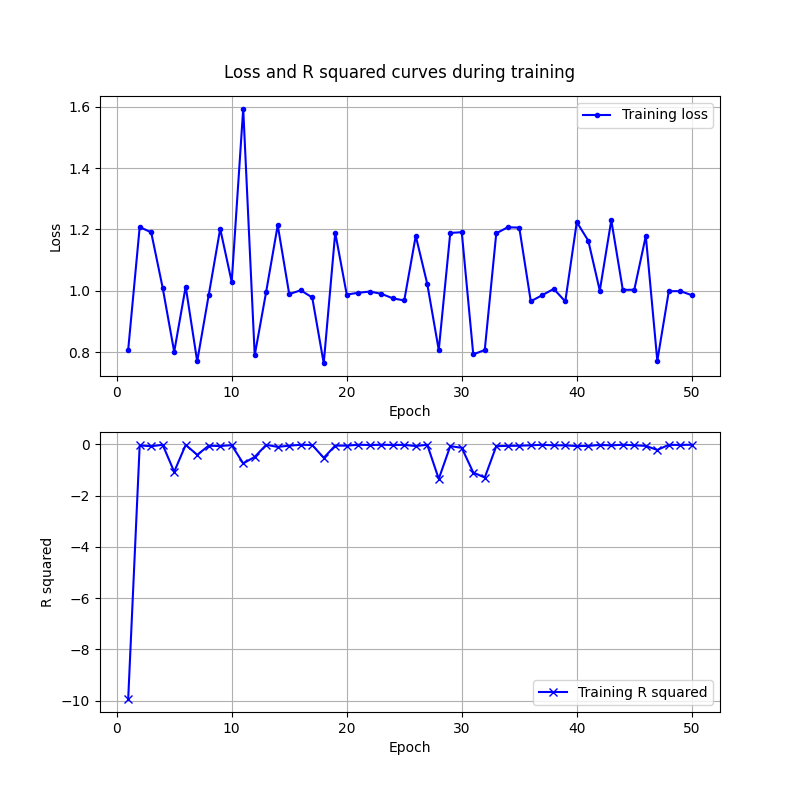 Loss and R squared curves during training
1.6
1.4
1.2
1.0
0.8
Loss
Training loss
0 10 20 30 40 50
Epoch
0
−2
−4
−6
−8
−10
R squared
Training R squared
0 10 20 30 40 50
Epoch